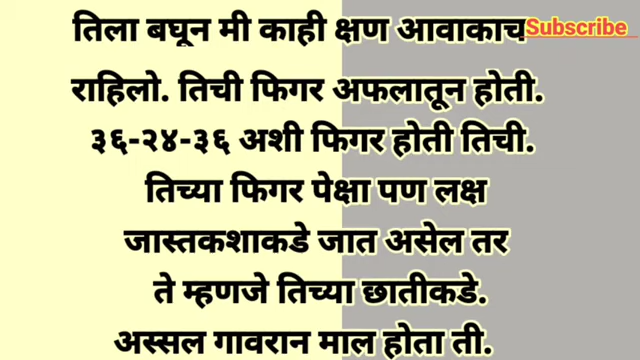 तिला बघून मी काही क्षण आवाकाच Subscribe
राहिलो. तिची फिगर अफलातून होती.
३६-२४-३६ अशी फिगर होती तिची.
तिच्या फिगर पेक्षा पण लक्ष
जास्तकशाकडे जात असेल तर
ते म्हणजे तिच्या छातीकडे.
अस्सल गावरान माल होता ती.